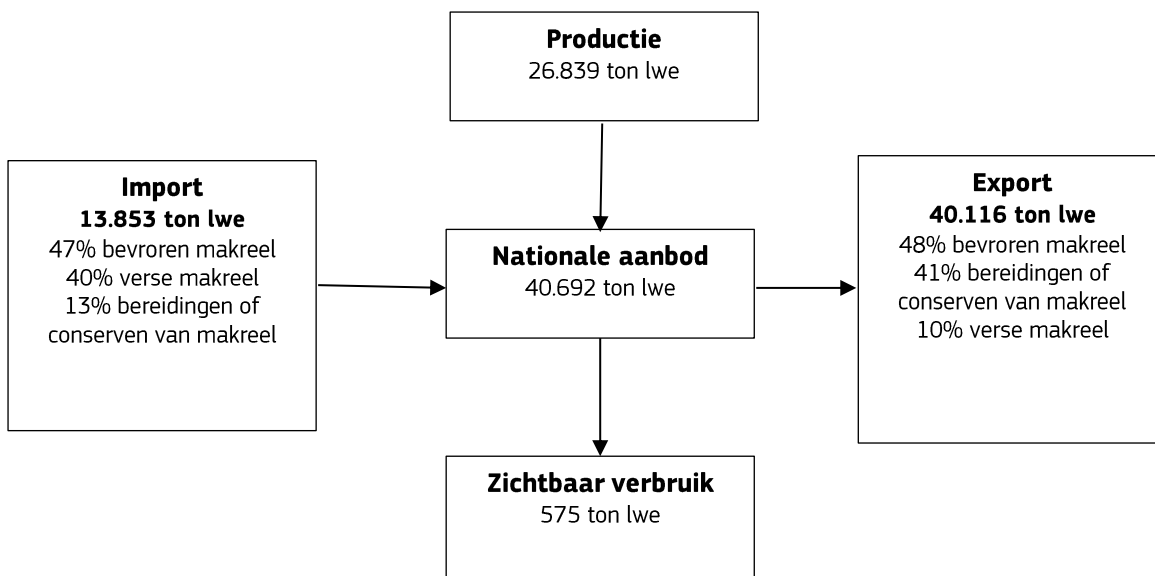 Productie
26.839 ton lwe
Import
13.853 ton lwe
47% bevroren makreel
40% verse makreel
13% bereidingen of
conserven van makreel
Nationale aanbod
40.692 ton lwe
Export
40.116 ton lwe
48% bevroren makreel
41% bereidingen of
conserven van makreel
10% verse makreel
Zichtbaar verbruik
575 ton lwe